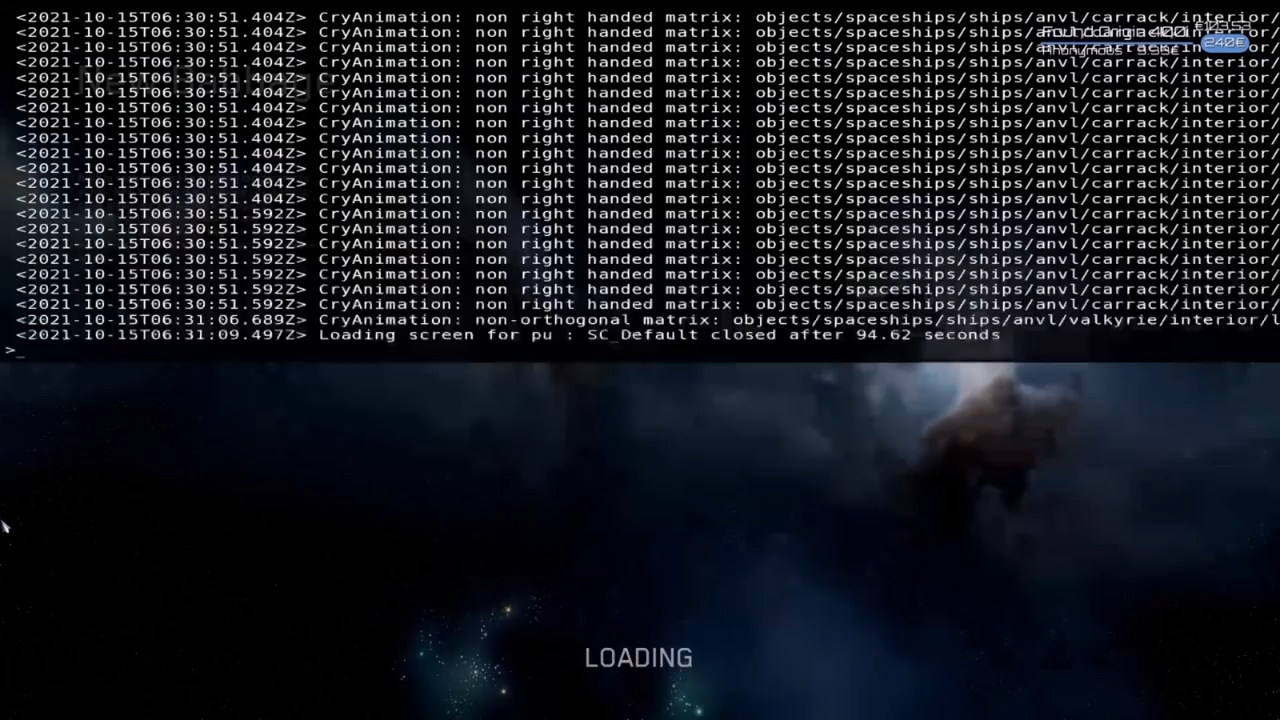 <2021-10-15T06:30:51.404Z> CryAnimation: non right handed matrix: objects/spaceships/ships/anvl/carrack/interior/
<2021-10-15T06:30:51.404Z> CryAnimation: non right handed matrix: objects/spaceships/ships/anvl/carrack/interior/
<2021-10-15T06:30:51.404Z> CryAnimation: non right handed matrix: objects/spaceships/ships/anvl/carrack/interior/
<2021-10-15T06:30:51.404Z> CryAnimation: non right handed matrix: objects/spaceships/ships/anvl/carrack/interior/
<2021-10-15T06:30:51.404Z> CryAnimation: non right handed matrix: objects/spaceships/ships/anvl/carrack/interior/
<2021-10-15T06:30:51.404Z> CryAnimation: non right handed matrix: objects/spaceships/ships/anvl/carrack/interior/
<2021-10-15T06:30:51.404Z> CryAnimation: non right handed matrix: objects/spaceships/ships/anvl/carrack/interior/
<2021-10-15T06:30:51.404Z> CryAnimation: non right handed matrix: objects/spaceships/ships/anvl/carrack/interior/
<2021-10-15T06:30:51.404Z> CryAnimation: non right handed matrix: objects/spaceships/ships/anvl/carrack/interior/
<2021-10-15T06:30:51.404Z> CryAnimation: non right handed matrix: objects/spaceships/ships/anvl/carrack/interior/
<2021-10-15T06:30:51.404Z> CryAnimation: non right handed matrix: objects/spaceships/ships/anvl/carrack/interior/
<2021-10-15T06:30:51.404Z> CryAnimation: non right handed matrix: objects/spaceships/ships/anvl/carrack/interior/
<2021-10-15T06:30:51.404Z> CryAnimation: non right handed matrix: objects/spaceships/ships/anvl/carrack/interior/
<2021-10-15T06:30:51.592Z> CryAnimation: non right handed matrix: objects/spaceships/ships/anvl/carrack/interior/
<2021-10-15T06:30:51.592Z> CryAnimation: non right handed matrix: objects/spaceships/ships/anvl/carrack/interior/
<2021-10-15T06:30:51.592Z> CryAnimation: non right handed matrix: objects/spaceships/ships/anvl/carrack/interior/
<2021-10-15T06:30:51.592Z> CryAnimation: non right handed matrix: objects/spaceships/ships/anvl/carrack/interior/
<2021-10-15T06:30:51.592Z> CryAnimation: non right handed matrix: objects/spaceships/ships/anvl/carrack/interior/
<2021-10-15T06:30:51.592Z> CryAnimation: non right handed matrix: objects/spaceships/ships/anvl/carrack/interior/
<2021-10-15T06:30:51.592Z> CryAnimation: non right handed matrix: objects/spaceships/ships/anvl/carrack/interior/
<2021-10-15T06:31:06.689Z> CryAnimation: non-orthogonal matrix: objects/spaceships/ships/anvl/valkyrie/interior/l
<2021-10-15T06:31:09.497Z> Loading screen for pu : SC_Default closed after 94.62 seconds
>_
Found Origin 400i
240€
LOADING